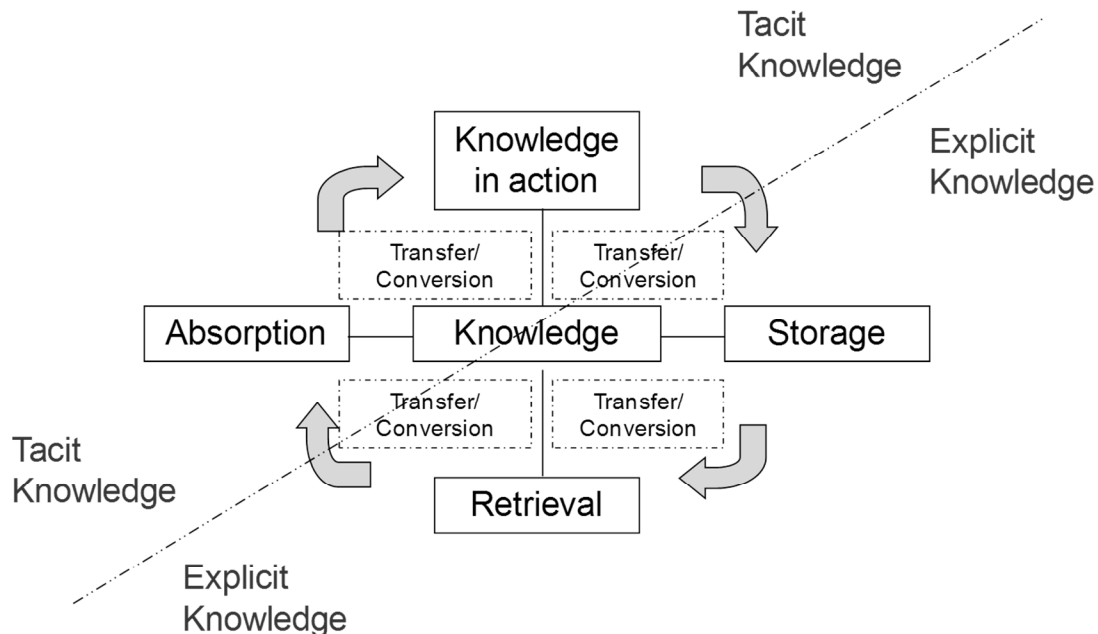 Tacit
Knowledge
Explicit
Knowledge
Knowledge
in action
Transfer/
Conversion
Transfer/
Conversion
Absorption
Knowledge
Storage
Transfer/
Conversion
Transfer/
Conversion
Tacit
Knowledge
Retrieval
Explicit
Knowledge